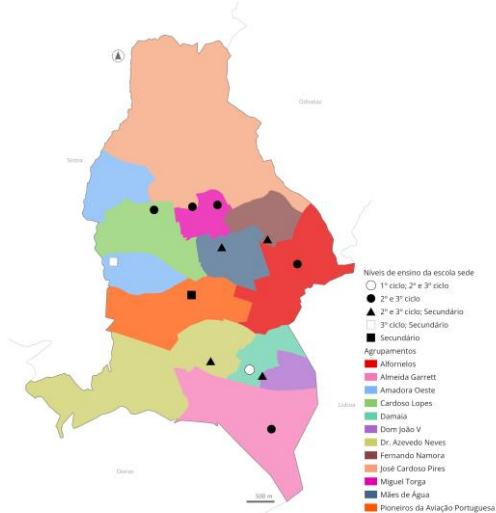 Odivelas
Sintra
Lisboa
Oeiras
500 m
Níveis de ensino da escola sede
1º ciclo; 2º e 3º ciclo
2º e 3º ciclo
2º e 3º ciclo; Secundário
3º ciclo; Secundário
Secundário
Agrupamentos
Alfornelos
Almeida Garrett
Amadora Oeste
Cardoso Lopes
Damaia
Dom João V
Dr. Azevedo Neves
Fernando Namora
José Cardoso Pires
Miguel Torga
Mães de Água
Pioneiros da Aviação Portuguesa